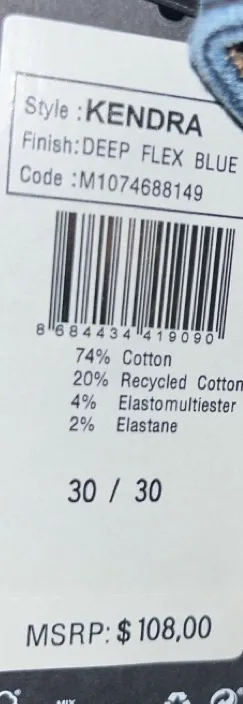 Style :KENDRA
Finish:DEEP FLEX BLUE
Code :M1074688149
8 684434 419090
74% Cotton
20% Recycled Cotton
4% Elastomultiester
2% Elastane
30 / 30
MSRP: $108,00
MIX